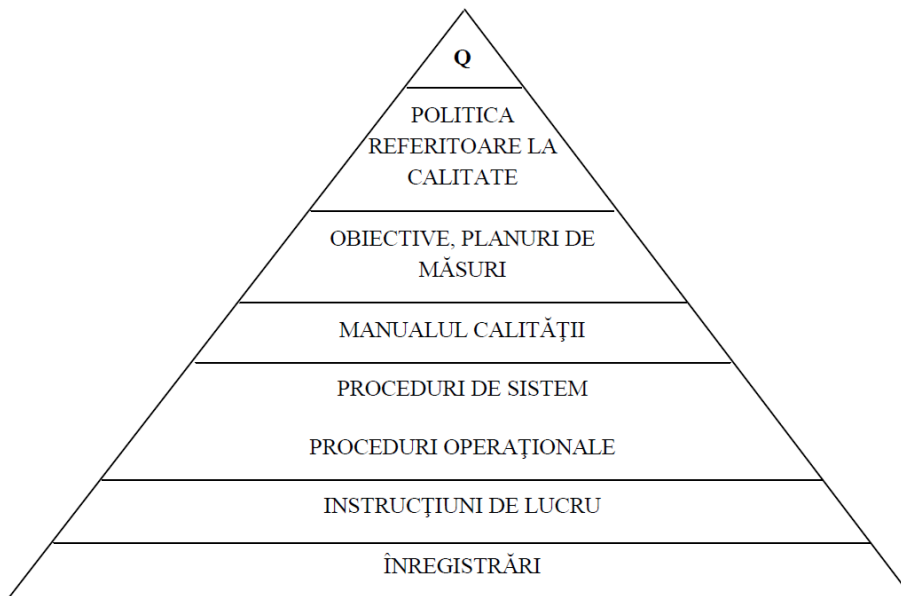 Q
POLITICA
REFERITOARE LA
CALITATE
OBIECTIVE, PLANURI DE
MĂSURI
MANUALUL CALITĂŢII
PROCEDURI DE SISTEM
PROCEDURI OPERAŢIONALE
INSTRUCŢIUNI DE LUCRU
ÎNREGISTRĂRI